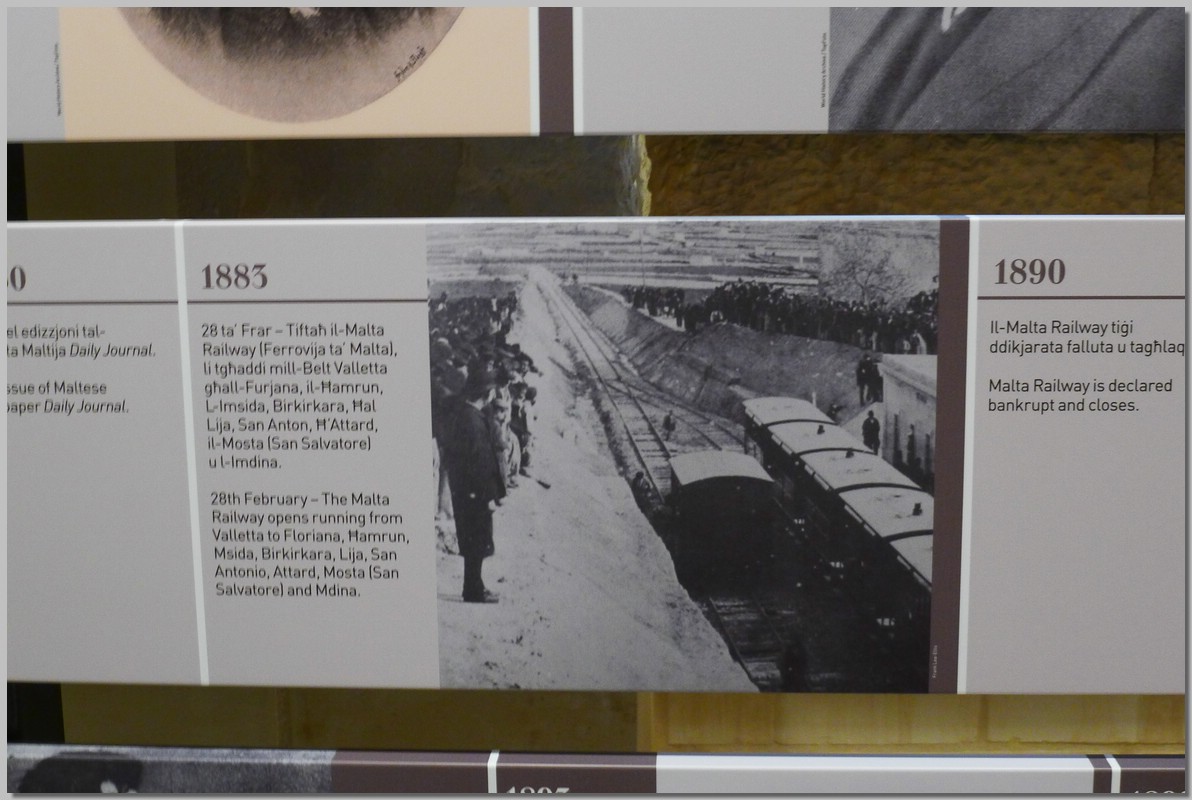 0
el edizzjoni tal-
ta Maltija Daily Journal.
ssue of Maltese
paper Daily Journal.
1883
28 ta’ Frar – Tiftaħ il-Malta
Railway (Ferrovija ta’ Malta),
li tgħaddi mill-Belt Valletta
għall-Furjana, il-Ħamrun,
L-Imsida, Birkirkara, Ħal
Lija, San Anton, Ħ’Attard,
il-Mosta (San Salvatore)
u l-Imdina.
28th February – The Malta
Railway opens running from
Valletta to Floriana, Ħamrun,
Msida, Birkirkara, Lija, San
Antonio, Attard, Mosta (San
Salvatore) and Mdina.
1890
Il-Malta Railway tiġi
ddikjarata falluta u tagħlaq
Malta Railway is declared
bankrupt and closes.